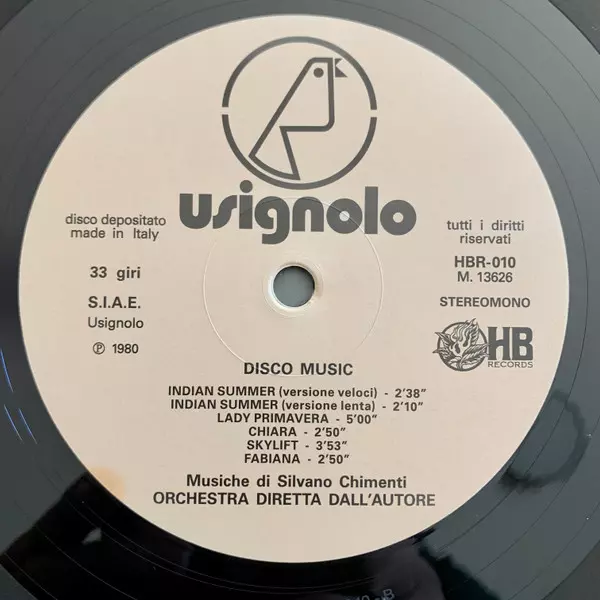 usignolo
disco depositato
made in Italy
tutti i diritti
riservati
33 giri
HBR-010
M. 13626
S.I.A.E.
Usignolo
STEREOMONO
℗ 1980
HB
RECORDS
DISCO MUSIC
INDIAN SUMMER (versione veloci) - 2'38"
INDIAN SUMMER (versione lenta) - 2'10"
LADY PRIMAVERA - 5'00"
CHIARA - 2'50"
SKYLIFT - 3'53"
FABIANA - 2'50"
Musiche di Silvano Chimenti
ORCHESTRA DIRETTA DALL'AUTORE